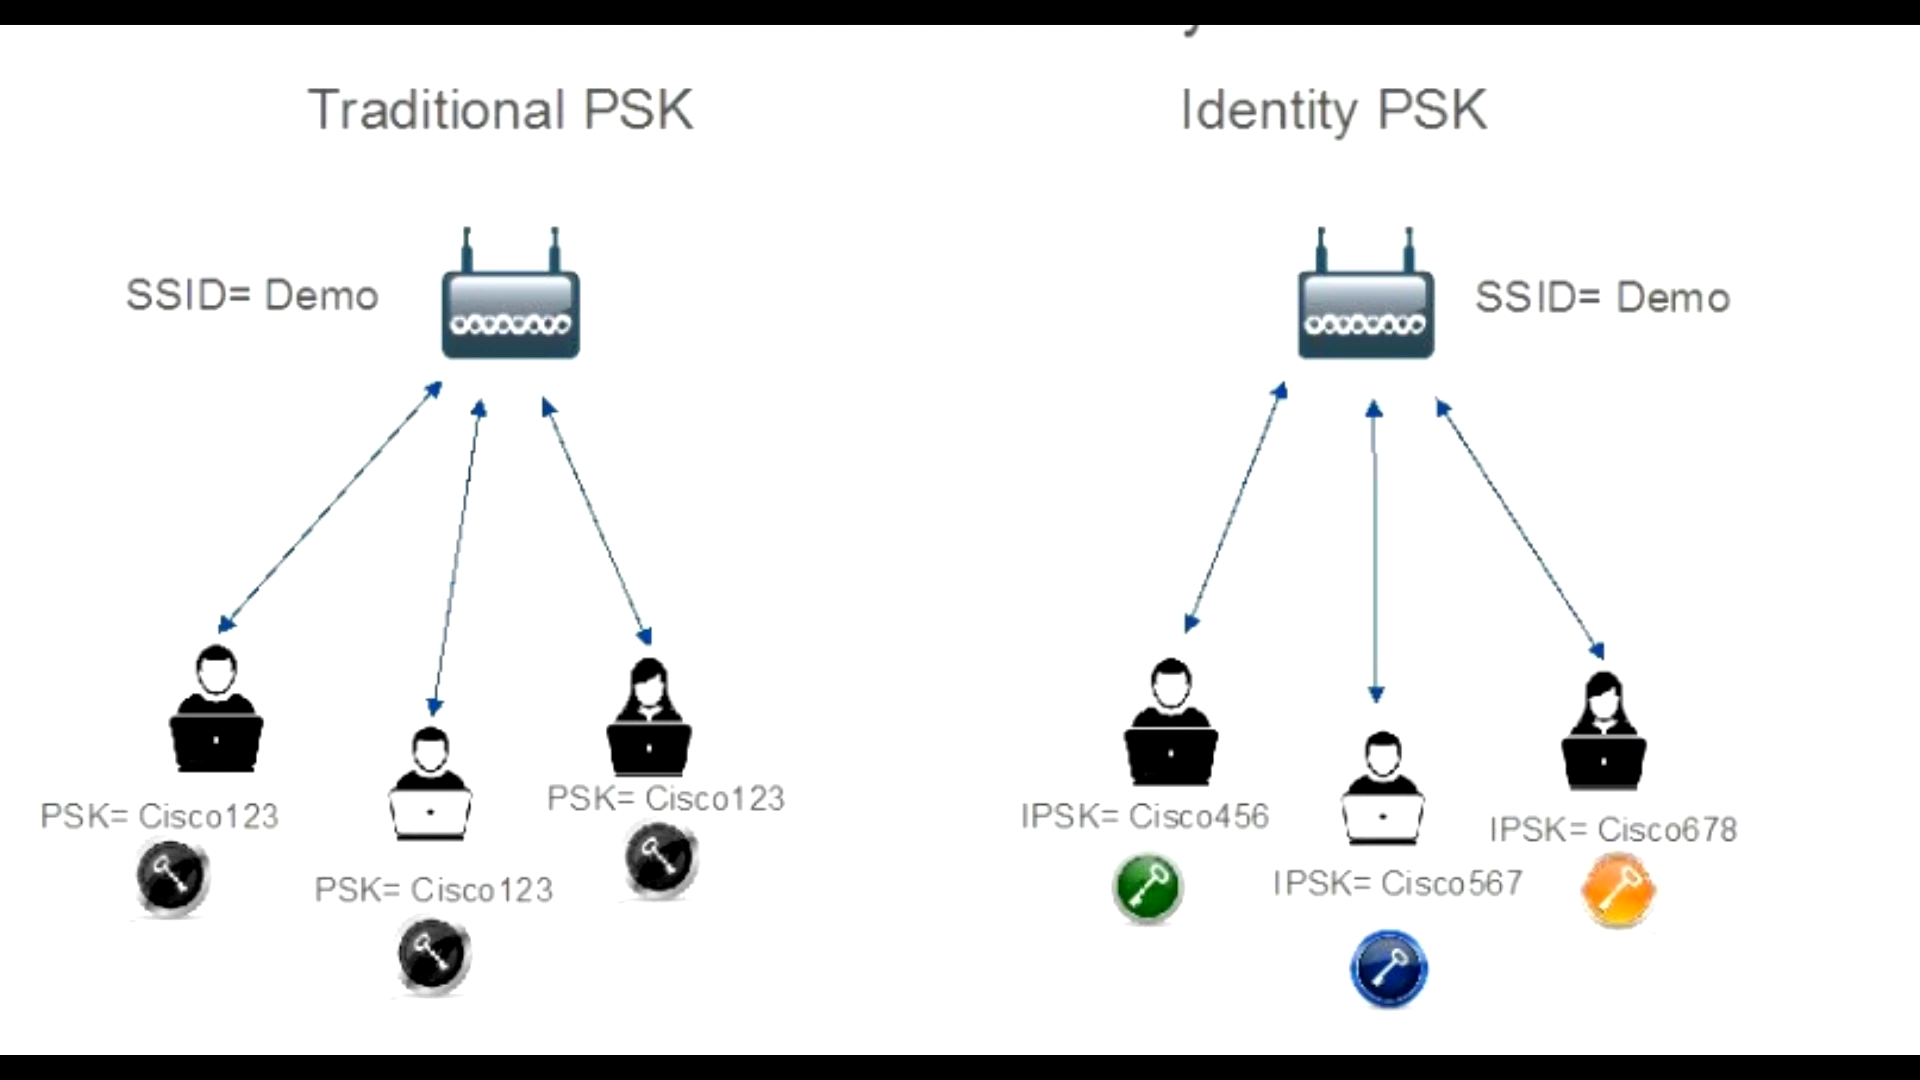 Traditional PSK
SSID= Demo
PSK= Cisco123
PSK= Cisco123
PSK= Cisco123
Identity PSK
SSID= Demo
IPSK= Cisco456
IPSK= Cisco567
IPSK= Cisco678